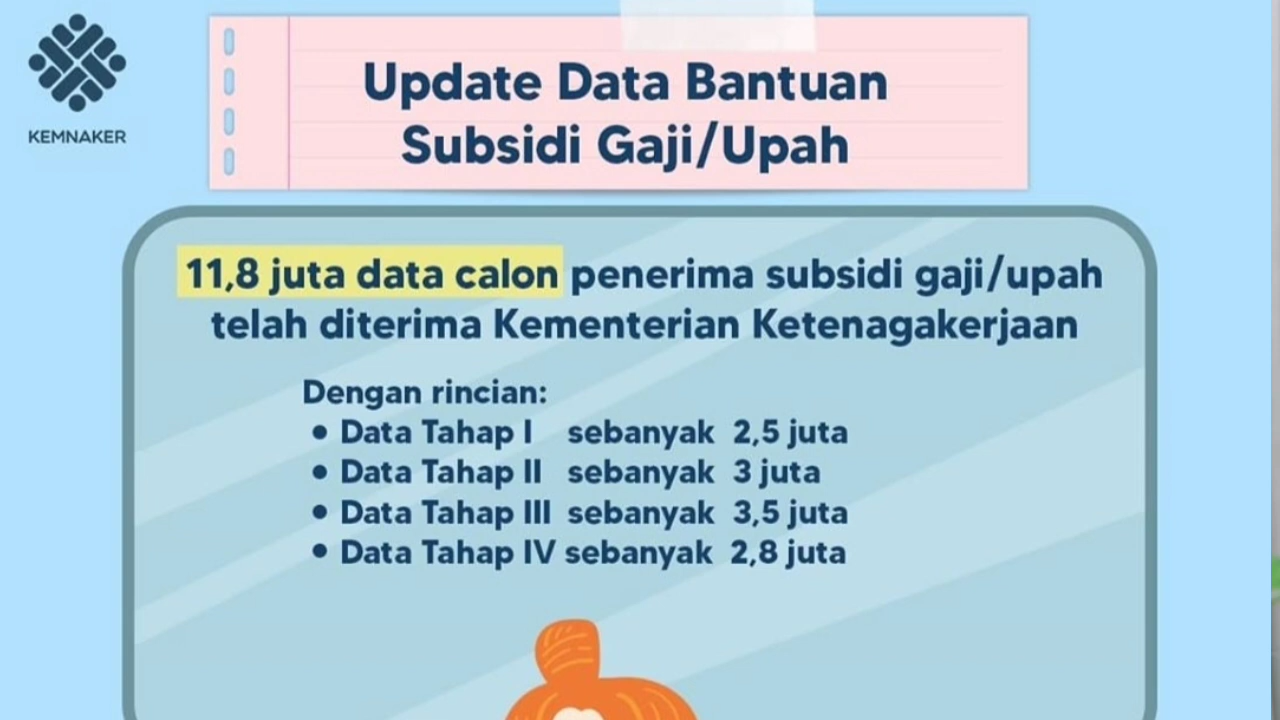 KEMNAKER
Update Data Bantuan
Subsidi Gaji/Upah
11,8 juta data calon penerima subsidi gaji/upah
telah diterima Kementerian Ketenagakerjaan
Dengan rincian:
• Data Tahap I sebanyak 2,5 juta
• Data Tahap II sebanyak 3 juta
• Data Tahap III sebanyak 3,5 juta
• Data Tahap IV sebanyak 2,8 juta